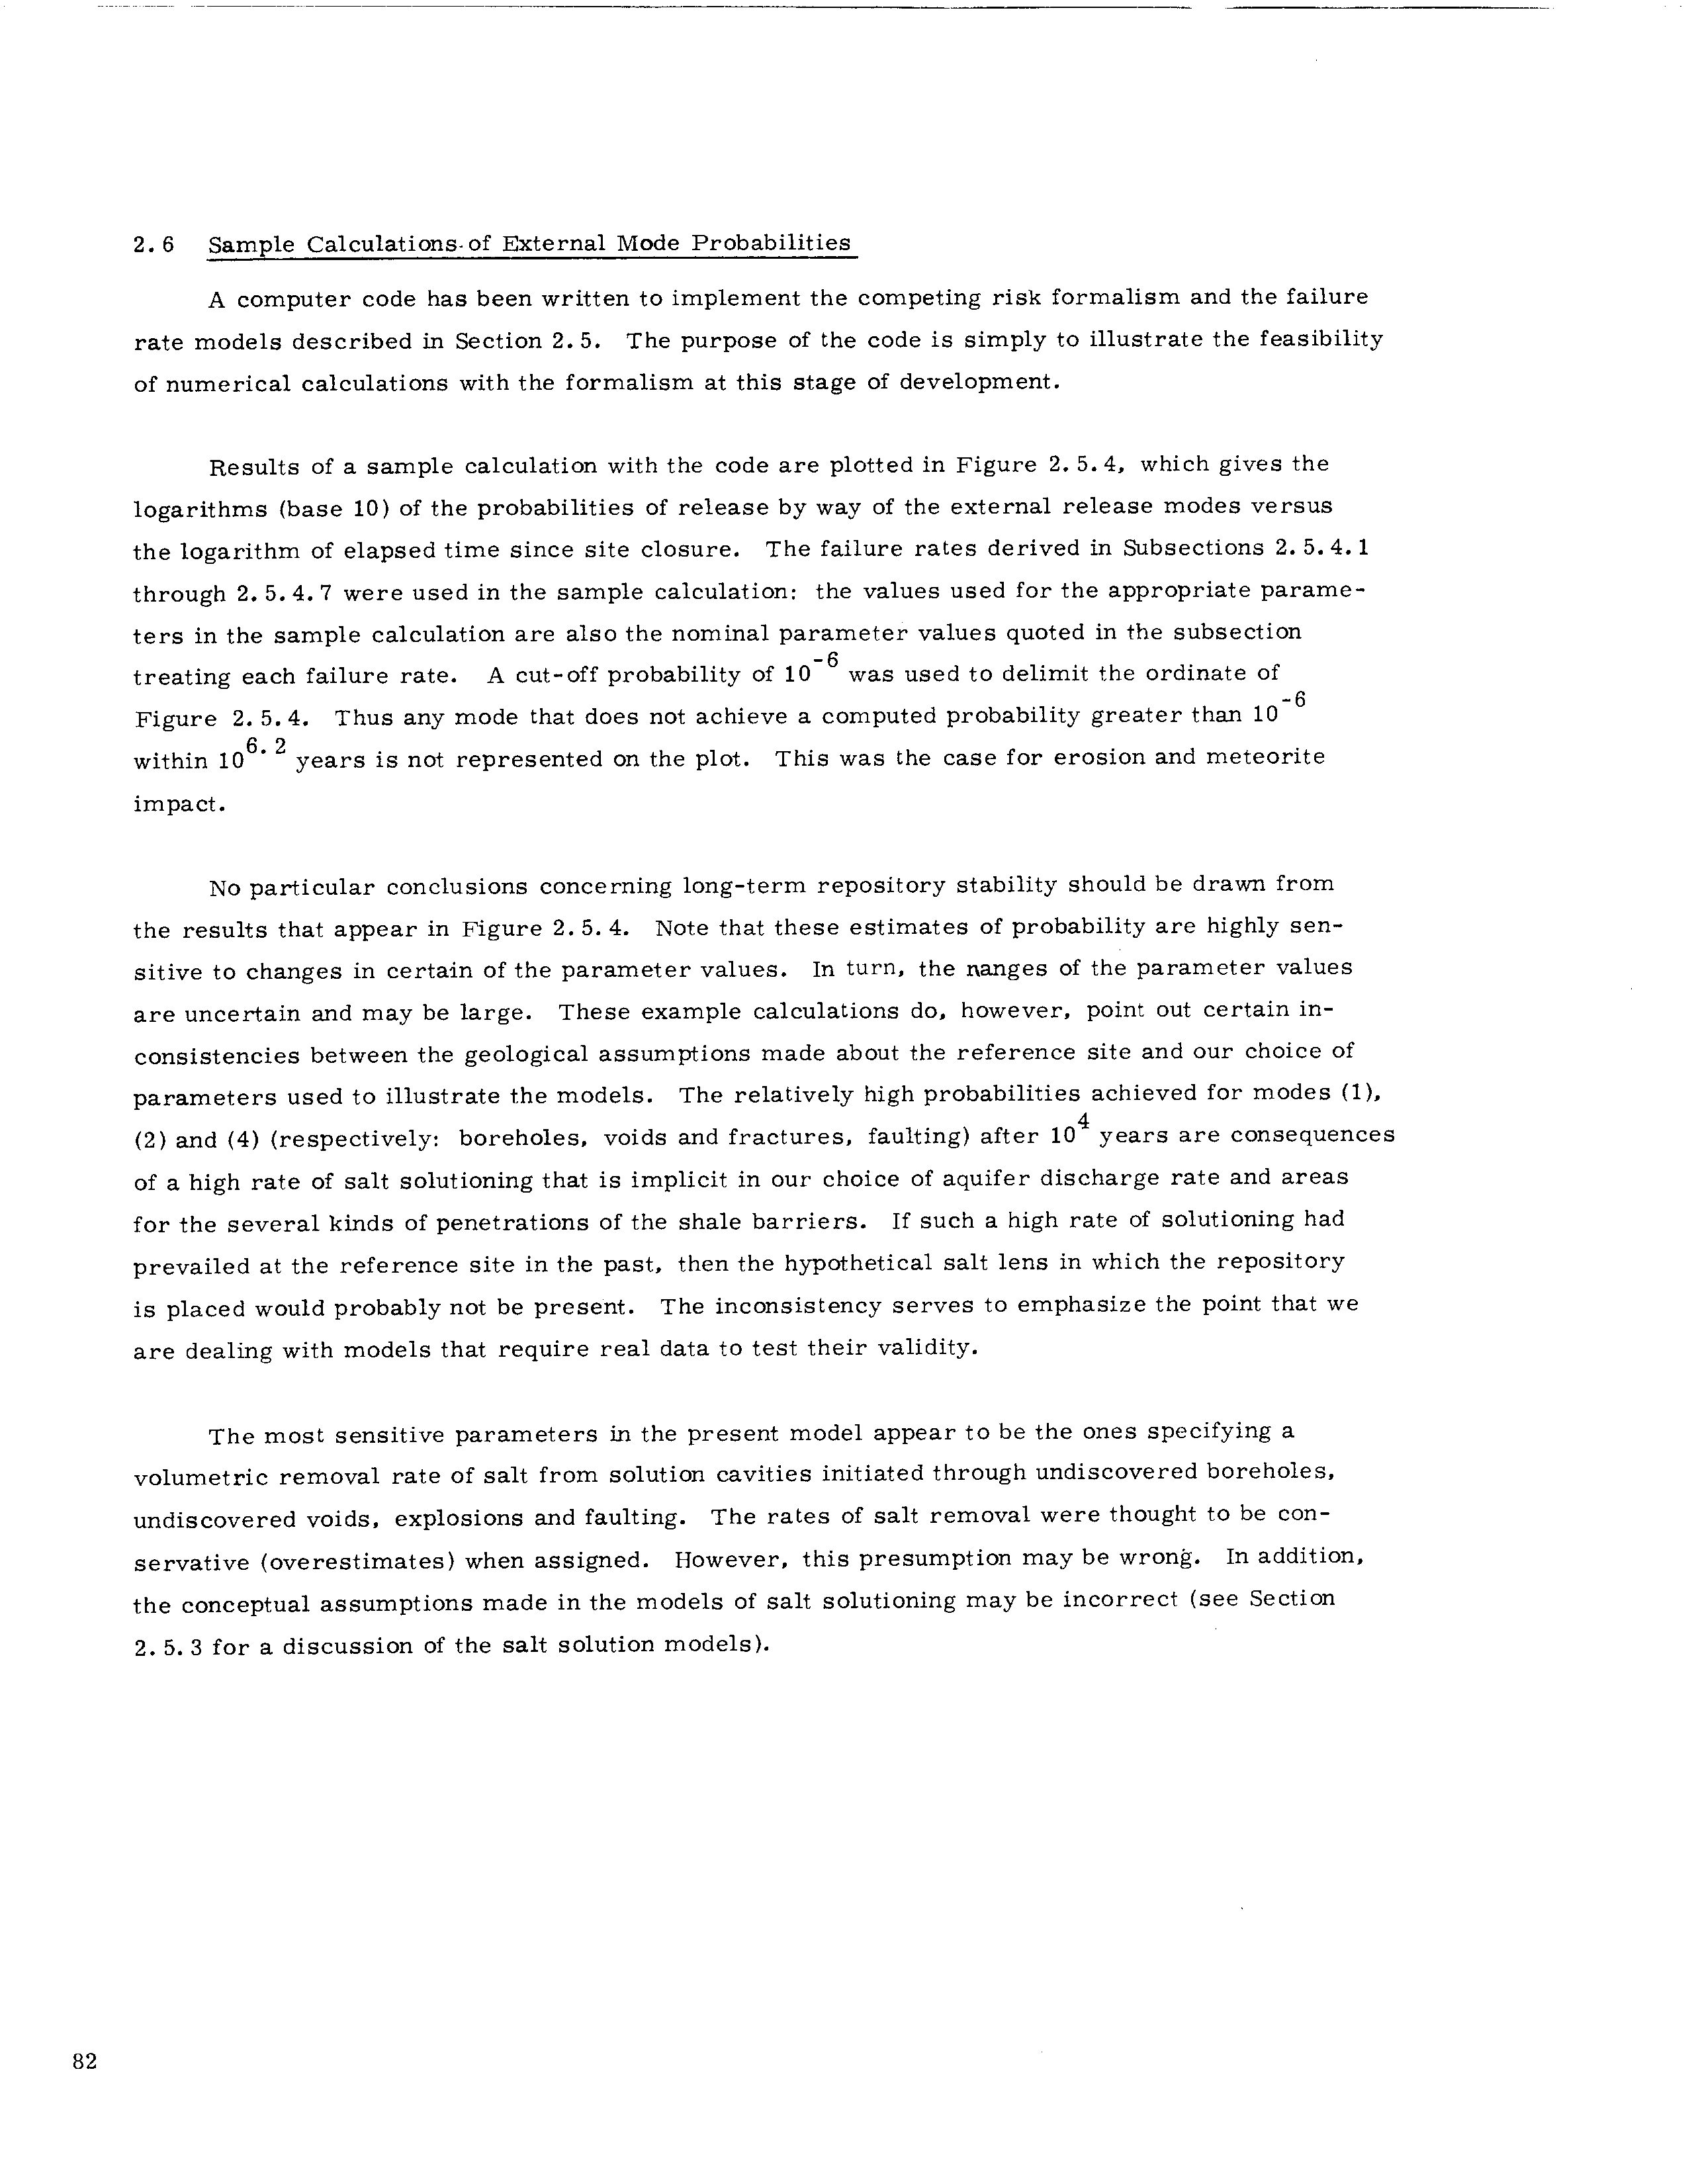 2.6 Sample Calculations of External Mode Probabilities
A computer code has been written to implement the competing risk formalism and the failure
rate models described in Section 2.5. The purpose of the code is simply to illustrate the feasibility
of numerical calculations with the formalism at this stage of development.
Results of a sample calculation with the code are plotted in Figure 2.5.4, which gives the
logarithms (base 10) of the probabilities of release by way of the external release modes versus
the logarithm of elapsed time since site closure. The failure rates derived in Subsections 2.5.4.1
through 2.5.4.7 were used in the sample calculation: the values used for the appropriate parame-
ters in the sample calculation are also the nominal parameter values quoted in the subsection
treating each failure rate. A cut-off probability of 10^-6 was used to delimit the ordinate of
Figure 2.5.4. Thus any mode that does not achieve a computed probability greater than 10^-6
within 10^6.2 years is not represented on the plot. This was the case for erosion and meteorite
impact.
No particular conclusions concerning long-term repository stability should be drawn from
the results that appear in Figure 2.5.4. Note that these estimates of probability are highly sen-
sitive to changes in certain of the parameter values. In turn, the nanges of the parameter values
are uncertain and may be large. These example calculations do, however, point out certain in-
consistencies between the geological assumptions made about the reference site and our choice of
parameters used to illustrate the models. The relatively high probabilities achieved for modes (1),
(2) and (4) (respectively: boreholes, voids and fractures, faulting) after 10^4 years are consequences
of a high rate of salt solutioning that is implicit in our choice of aquifer discharge rate and areas
for the several kinds of penetrations of the shale barriers. If such a high rate of solutioning had
prevailed at the reference site in the past, then the hypothetical salt lens in which the repository
is placed would probably not be present. The inconsistency serves to emphasize the point that we
are dealing with models that require real data to test their validity.
The most sensitive parameters in the present model appear to be the ones specifying a
volumetric removal rate of salt from solution cavities initiated through undiscovered boreholes,
undiscovered voids, explosions and faulting. The rates of salt removal were thought to be con-
servative (overestimates) when assigned. However, this presumption may be wrong. In addition,
the conceptual assumptions made in the models of salt solutioning may be incorrect (see Section
2.5.3 for a discussion of the salt solution models).
82